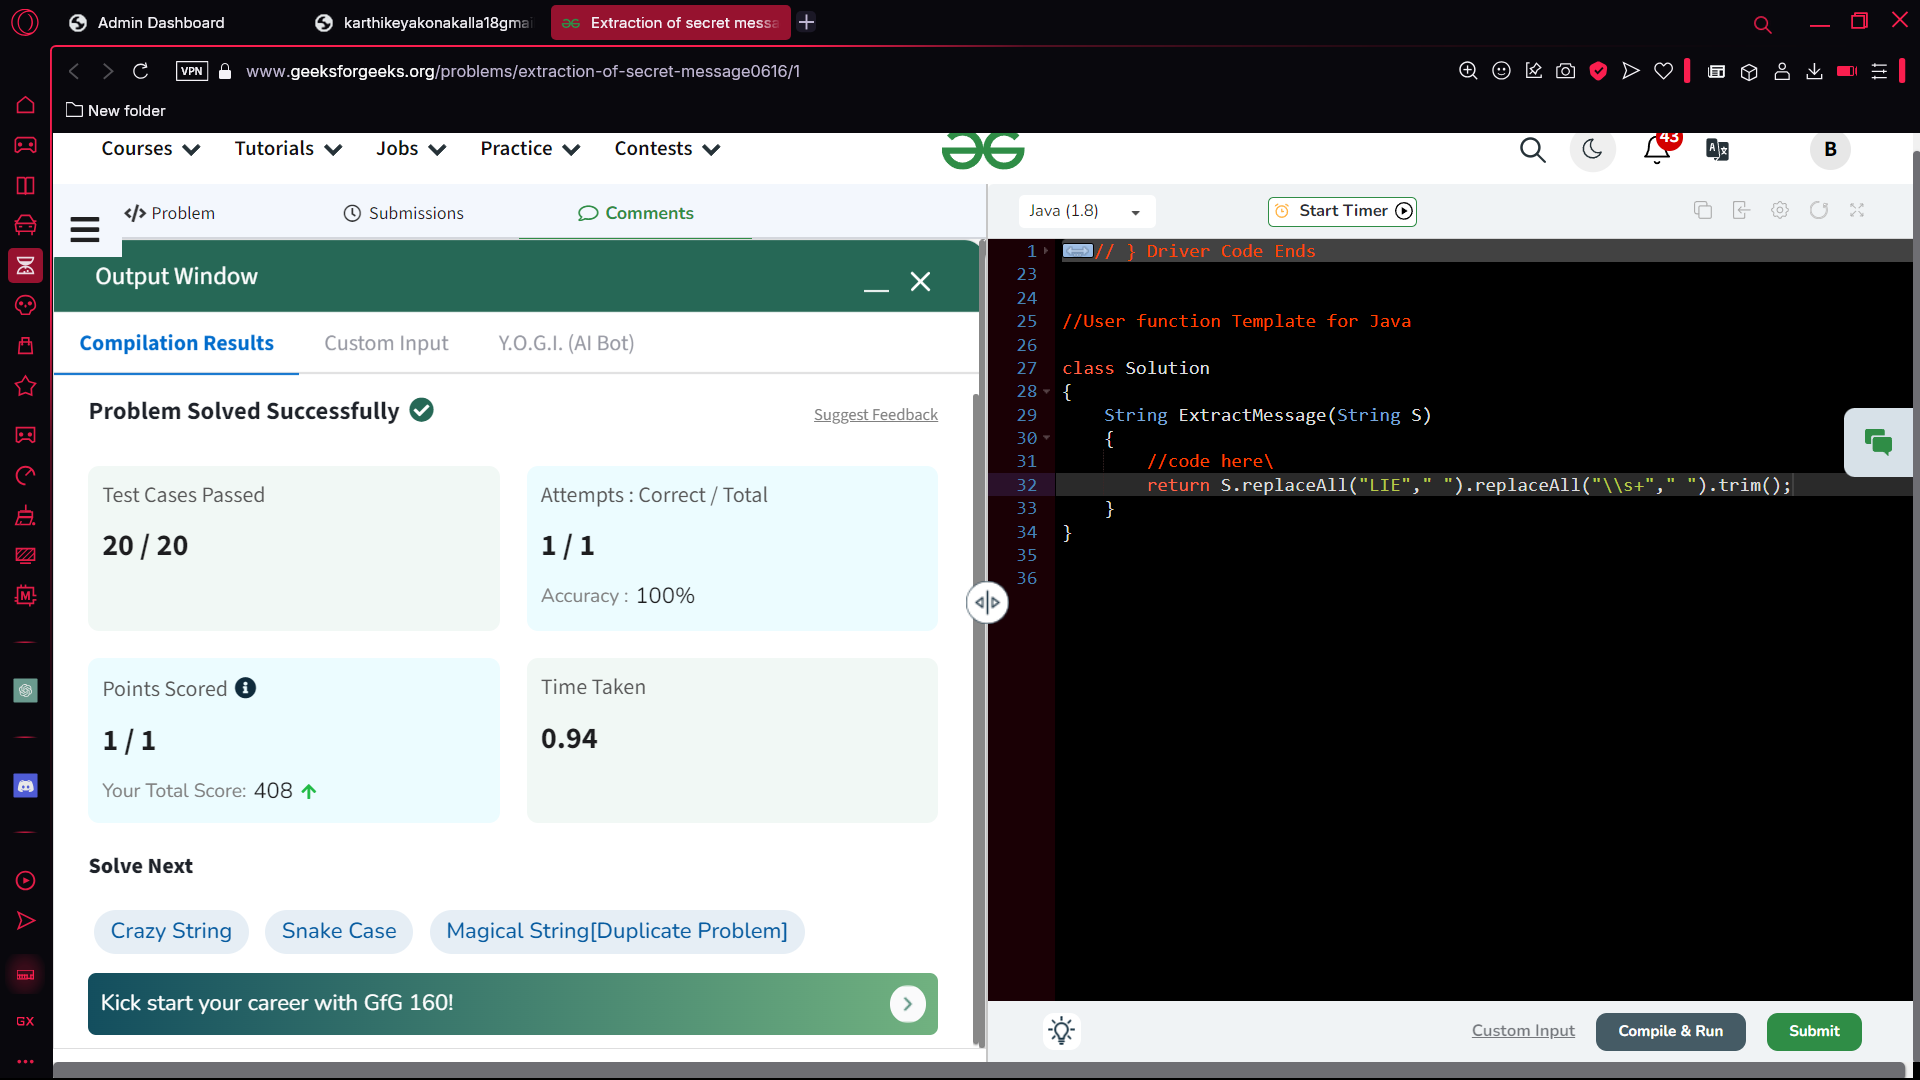 Admin Dashboard
karthikeyakonakalla18gmai
Extraction of secret messa
VPN
www.geeksforgeeks.org/problems/extraction-of-secret-message0616/1
New folder
Courses
Tutorials
Jobs
Practice
Contests
43
B
Problem
Submissions
Comments
Output Window
Compilation Results
Custom Input
Y.O.G.I. (AI Bot)
Problem Solved Successfully
Suggest Feedback
Test Cases Passed
20 / 20
Attempts : Correct / Total
1 / 1
Accuracy : 100%
Points Scored
1 / 1
Your Total Score: 408
Time Taken
0.94
Solve Next
Crazy String
Snake Case
Magical String[Duplicate Problem]
Kick start your career with GfG 160!
Java (1.8)
Start Timer
1 // } Driver Code Ends
23
24
25 //User function Template for Java
26
27 class Solution
28 {
29 String ExtractMessage(String S)
30 {
31 //code here\
32 return S.replaceAll("LIE"," ").replaceAll("\\s+"," ").trim();
33 }
34 }
35
36
Custom Input
Compile & Run
Submit
M
GX